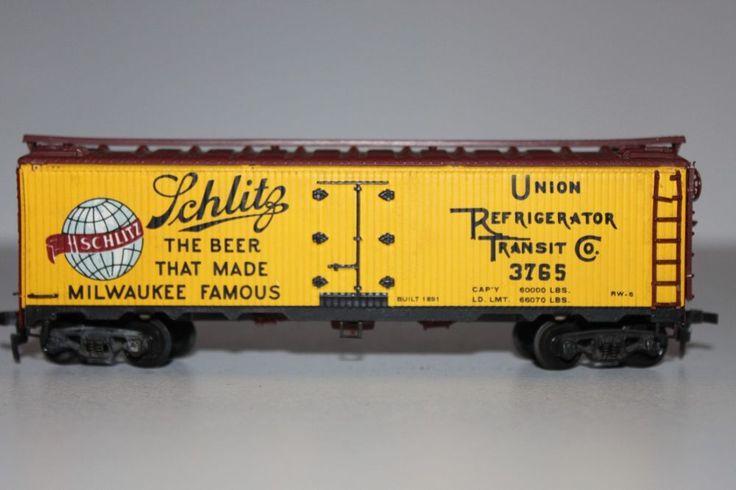 Schlitz
SCHLITZ
THE BEER
THAT MADE
MILWAUKEE FAMOUS
BUILT 1891
UNION
REFRIGERATOR
TRANSIT CO.
3765
CAP'Y 60000 LBS.
LD. LMT. 66070 LBS.
RW-6